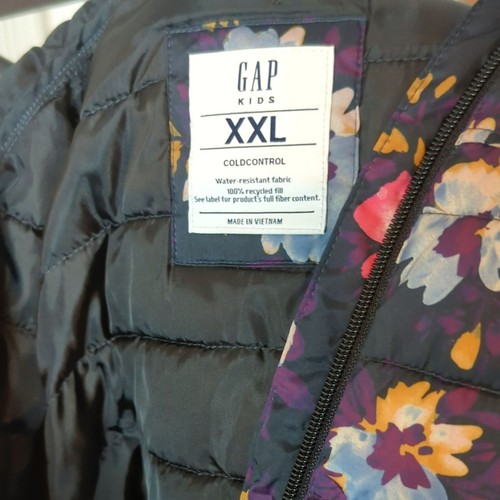 GAP
KIDS
XXL
COLDCONTROL
Water-resistant fabric
100% recycled fill
See label for product's full fiber content.
MADE IN VIETNAM